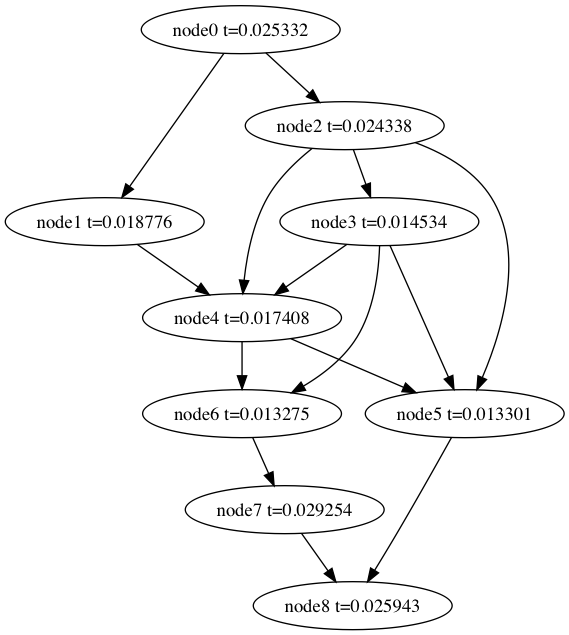 node0 t=0.025332
node2 t=0.024338
node1 t=0.018776
node3 t=0.014534
node4 t=0.017408
node6 t=0.013275
node5 t=0.013301
node7 t=0.029254
node8 t=0.025943